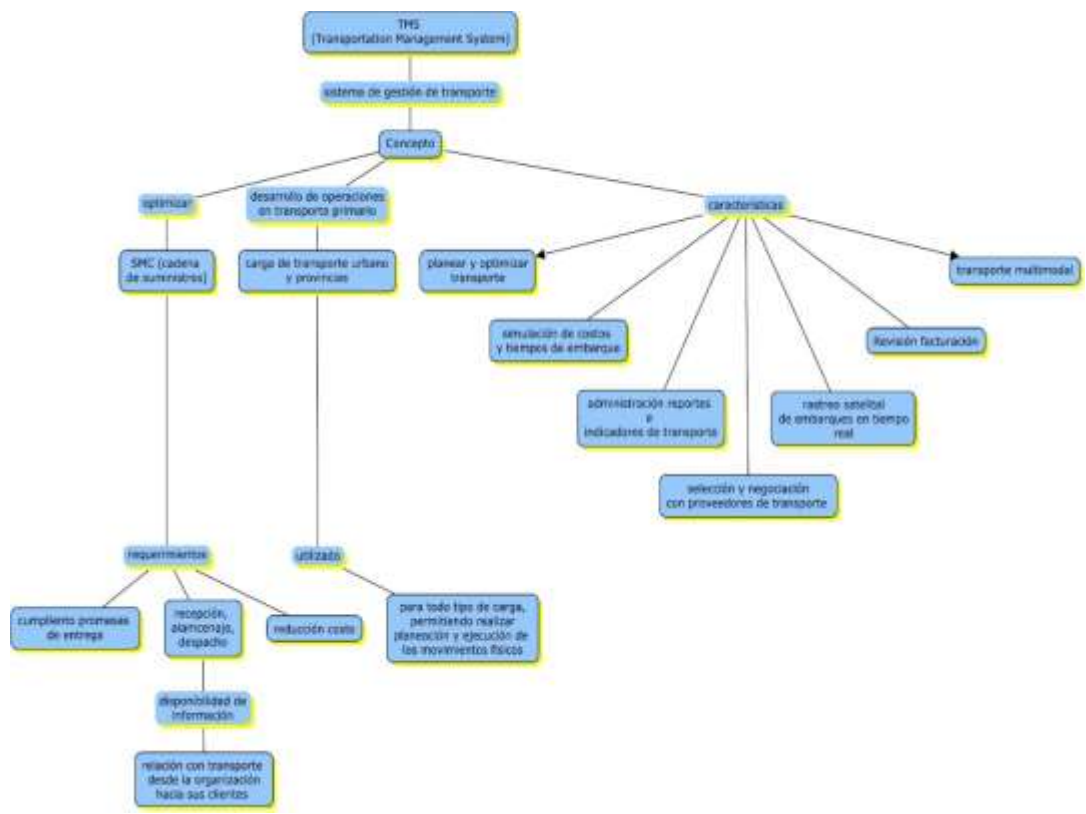 TMS
(Transportation Management System)
sistema de gestión de transporte
Concepto
optimizar
desarrollo de operaciones
en transporte primario
características
SMC (cadena
de suministros)
carga de transporte urbano
y provincias
planear y optimizar
transporte
transporte multimodal
simulación de costos
y tiempos de embarque
Revisión facturación
administración reportes
e
indicadores de transporte
rastreo satelital
de embarques en tiempo
real
selección y negociación
con proveedores de transporte
requerimientos
utilizado
cumpliento promesas
de entrega
recepción,
alamcenaje,
despacho
reducción costo
para todo tipo de carga,
permitiendo realizar
planeación y ejecución de
los movimientos físicos
disponibilidad de
información
relación con transporte
desde la organización
hacia sus clientes